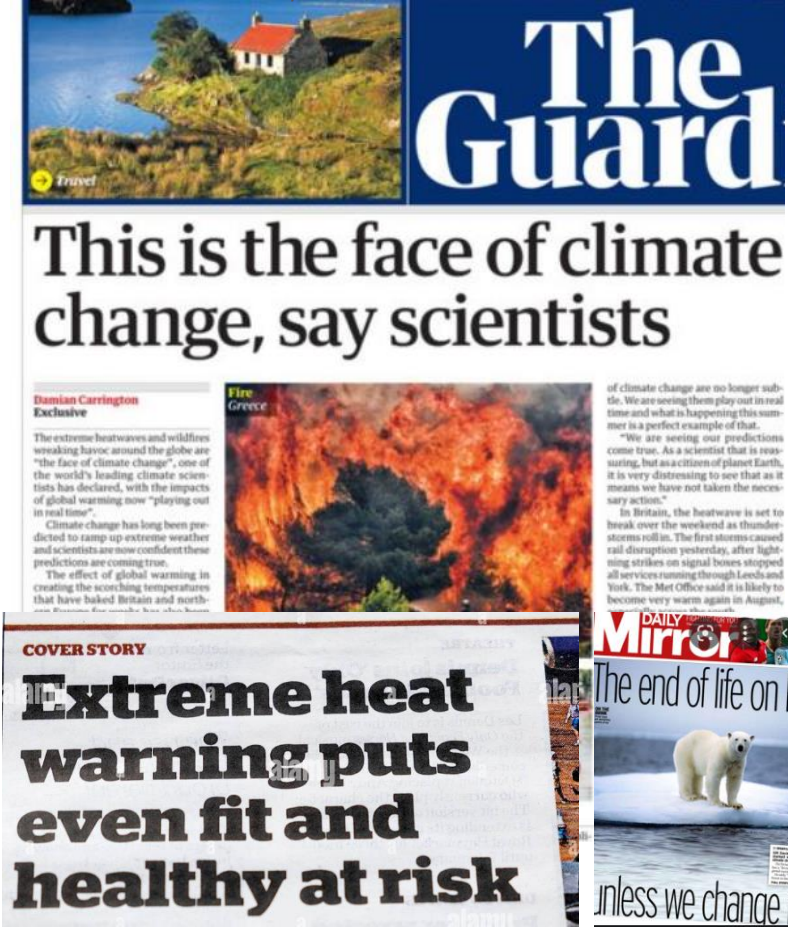 Travel
The
Guard
This is the face of climate
change, say scientists
Damian Carrington
Exclusive
The extreme heatwaves and wildfires
wreaking havoc around the globe are
"the face of climate change", one of
the world's leading climate scien-
tists has declared, with the impacts
of global warming now "playing out
in real time".
Climate change has long been pre-
dicted to ramp up extreme weather
and scientists are now confident these
predictions are coming true.
The effect of global warming in
creating the scorching temperatures
that have baked Britain and north-
Fire
Greece
of climate change are no longer sub-
tle. We are seeing them play out in real
time and what is happening this sum-
mer is a perfect example of that.
"We are seeing our predictions
come true. As a scientist that is reas-
suring, but as a citizen of planet Earth,
it is very distressing to see that as it
means we have not taken the neces-
sary action."
In Britain, the heatwave is set to
break over the weekend as thunder-
storms roll in. The first storms caused
rail disruption yesterday, after light-
ning strikes on signal boxes stopped
all services running through Leeds and
York. The Met Office said it is likely to
become very warm again in August,
COVER STORY
Extreme heat
warning puts
even fit and
healthy at risk
alamy
DAILY
Mirror
The end of life on
unless we change